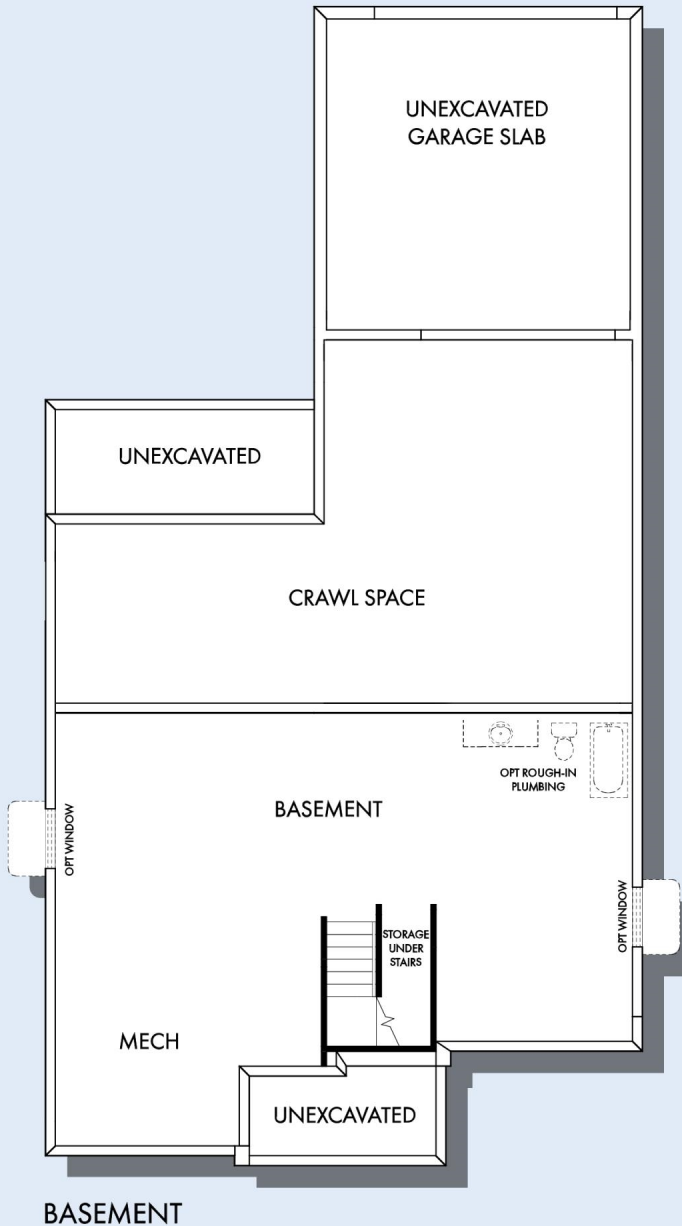 UNEXCAVATED
GARAGE SLAB
UNEXCAVATED
CRAWL SPACE
OPT ROUGH-IN
PLUMBING
BASEMENT
OPT WINDOW
OPT WINDOW
STORAGE
UNDER
STAIRS
MECH
UNEXCAVATED
BASEMENT